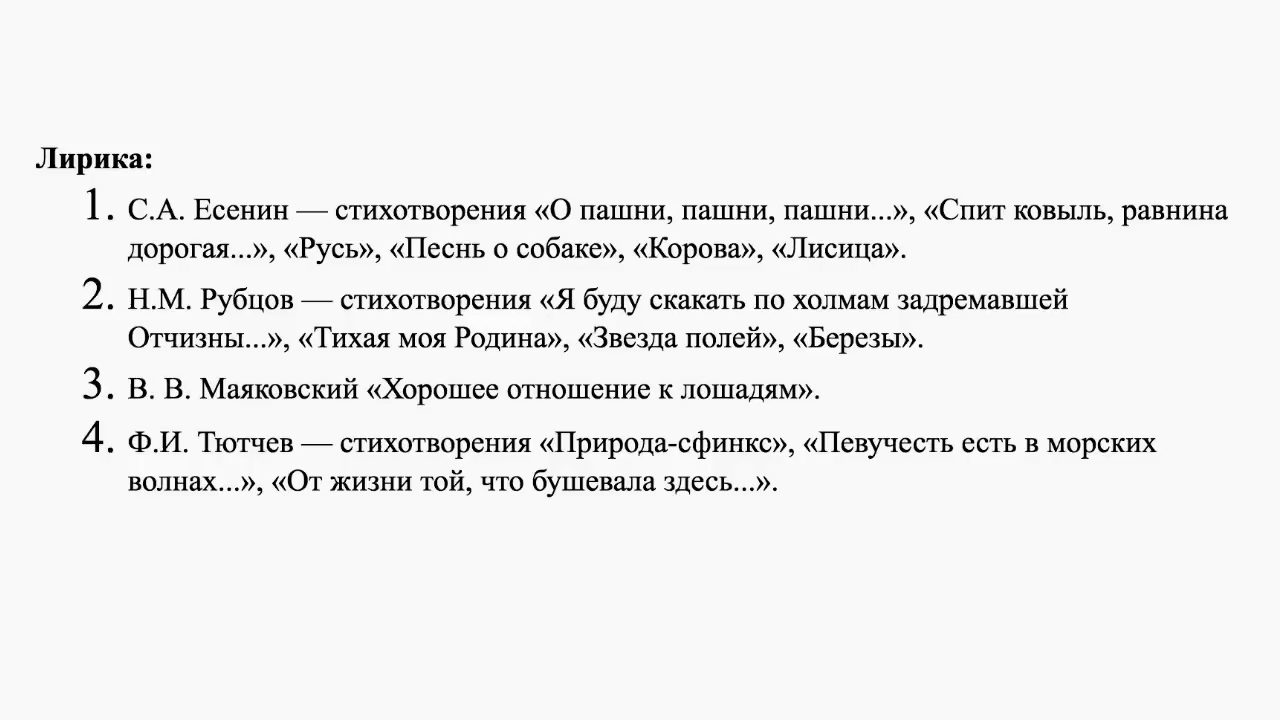 Лирика:
1. С.А. Есенин — стихотворения «О пашни, пашни, пашни...», «Спит ковыль, равнина
дорогая...», «Русь», «Песнь о собаке», «Корова», «Лисица».
2. Н.М. Рубцов — стихотворения «Я буду скакать по холмам задремавшей
Отчизны...», «Тихая моя Родина», «Звезда полей», «Березы».
3. В. В. Маяковский «Хорошее отношение к лошадям».
4. Ф.И. Тютчев — стихотворения «Природа-сфинкс», «Певучесть есть в морских
волнах...», «От жизни той, что бушевала здесь...».